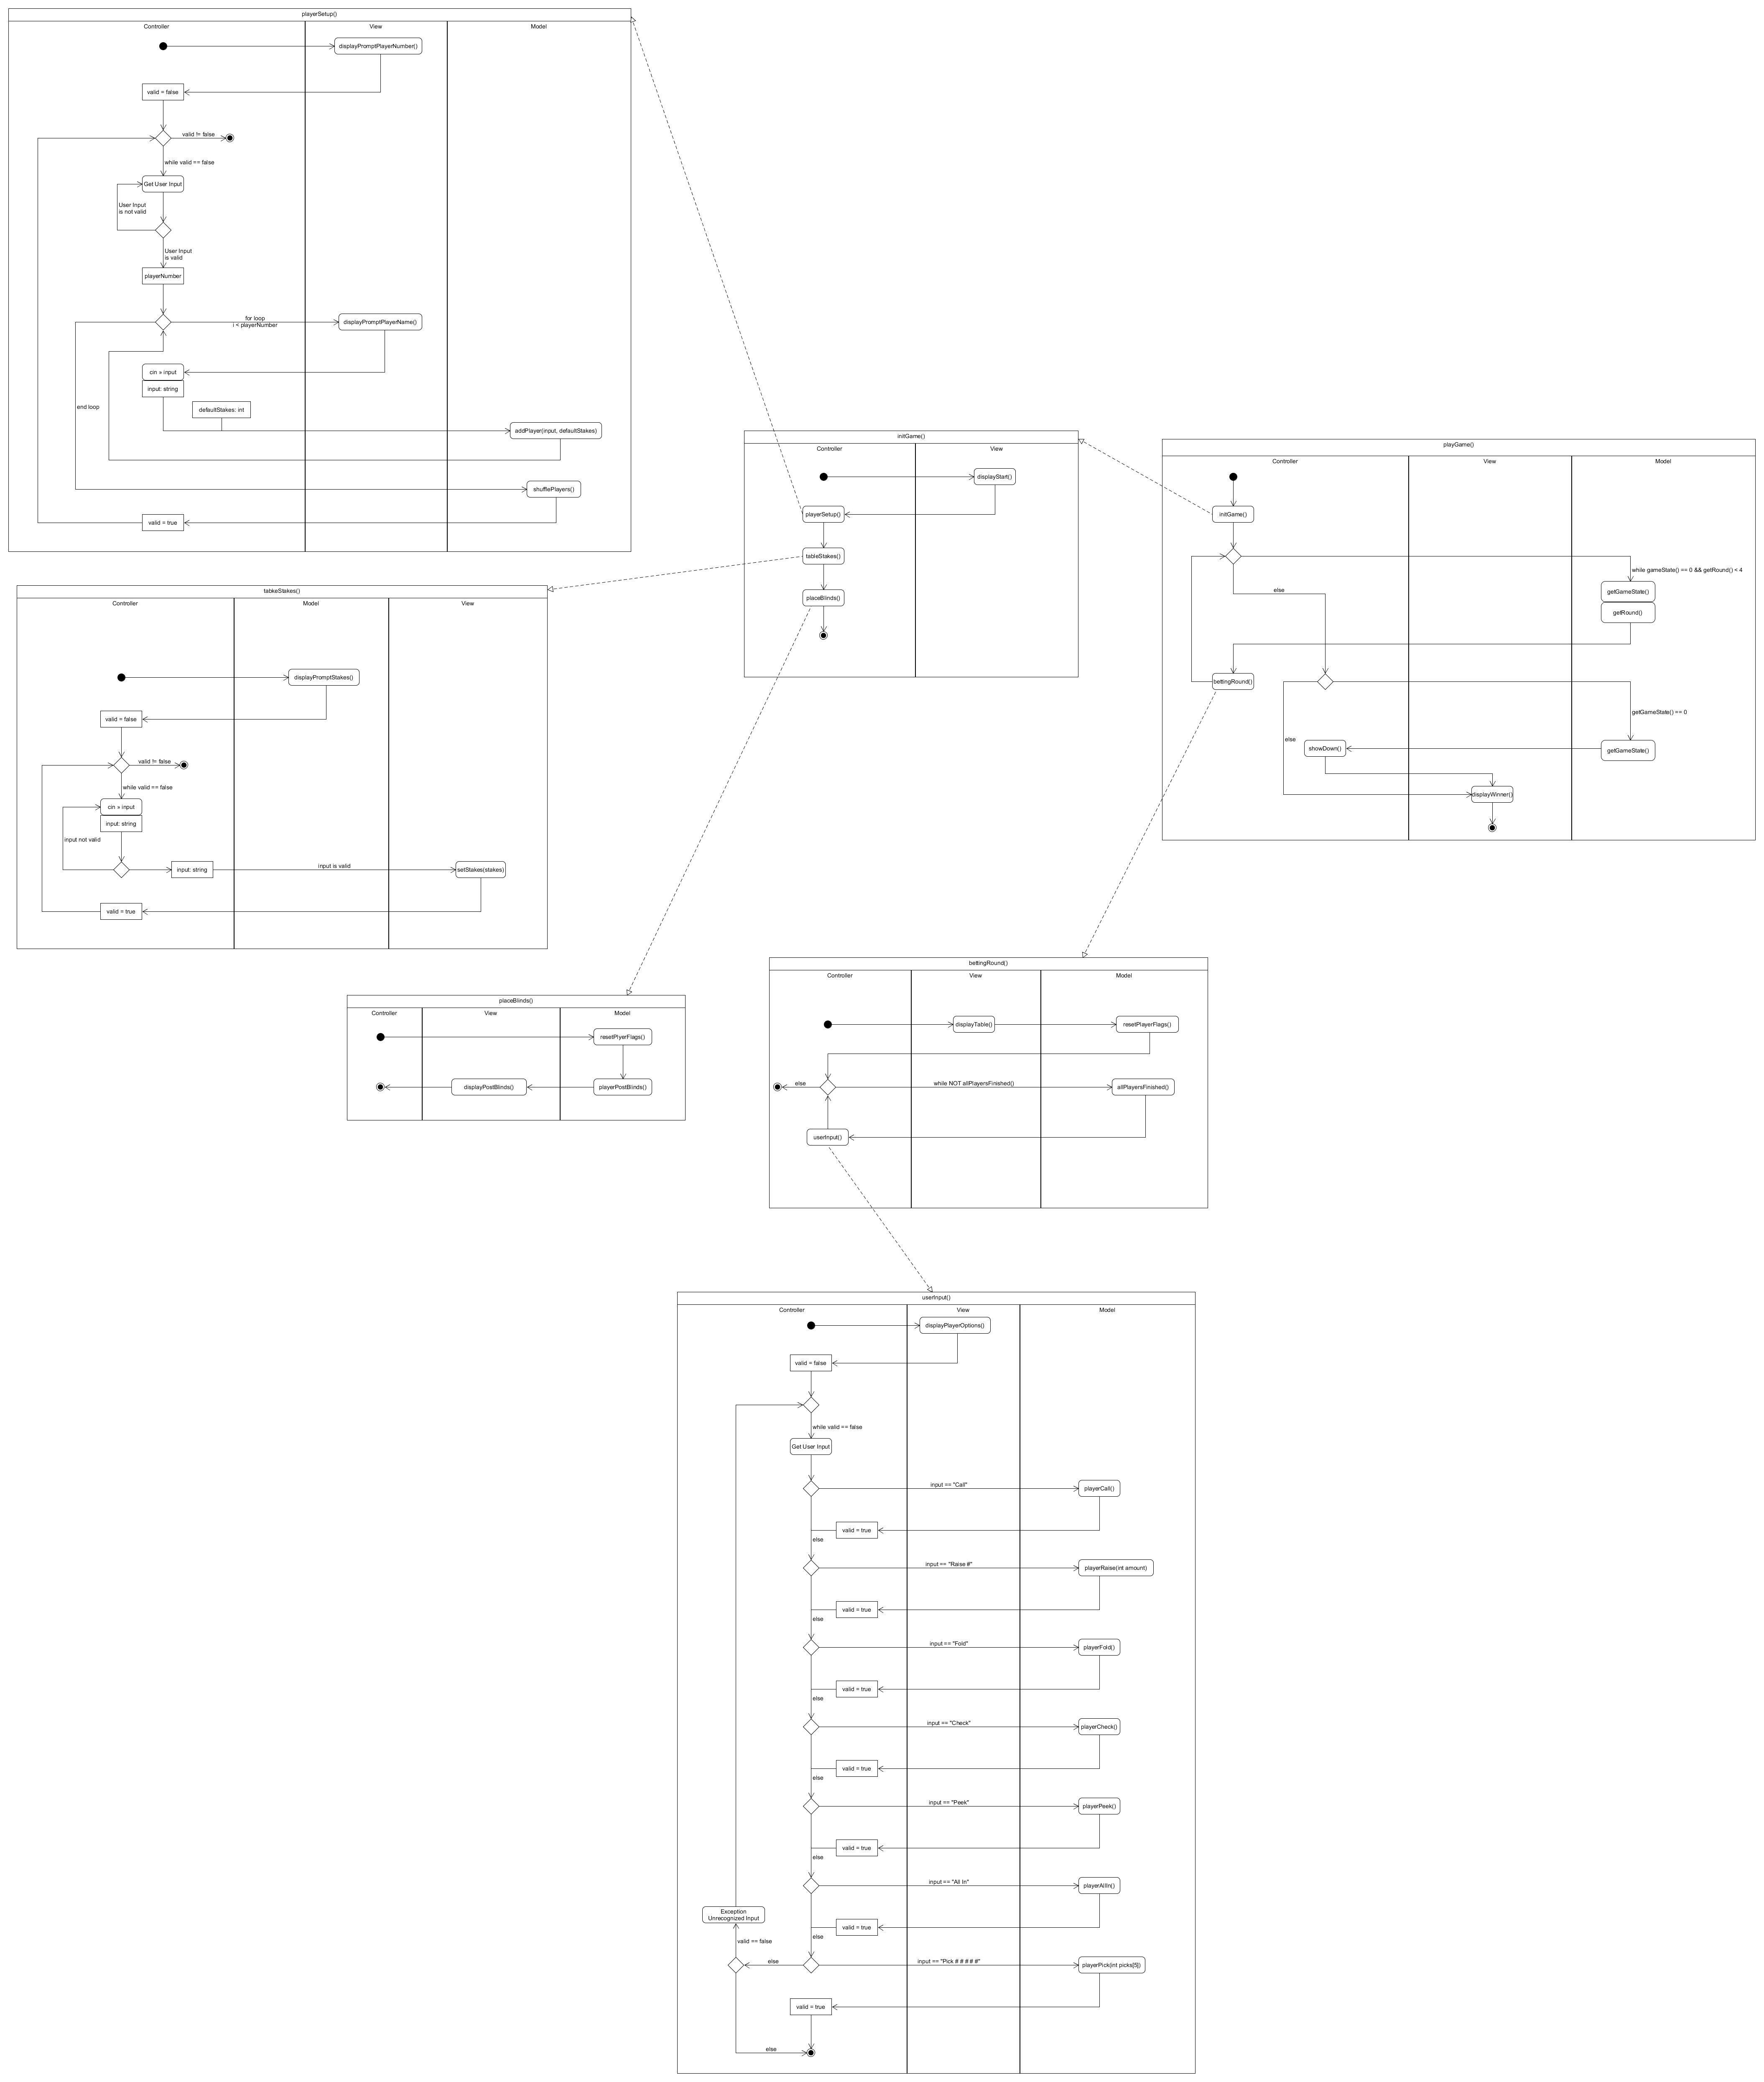 playerSetup()
Controller
View
Model
displayPromptPlayerNumber()
valid = false
valid != false
while valid == false
Get User Input
User Input
is not valid
User Input
is valid
playerNumber
for loop
i < playerNumber
displayPromptPlayerName()
cin » input
input: string
defaultStakes: int
end loop
addPlayer(input, defaultStakes)
shufflePlayers()
valid = true
initGame()
Controller
View
displayStart()
playerSetup()
tableStakes()
placeBlinds()
playGame()
Controller
View
Model
initGame()
while gameState() == 0 && getRound() < 4
else
getGameState()
getRound()
bettingRound()
getGameState() == 0
else
showDown()
getGameState()
displayWinner()
tabkeStakes()
Controller
Model
View
displayPromptStakes()
valid = false
valid != false
while valid == false
cin » input
input: string
input not valid
input: string
input is valid
setStakes(stakes)
valid = true
placeBlinds()
Controller
View
Model
resetPlyerFlags()
displayPostBlinds()
playerPostBlinds()
bettingRound()
Controller
View
Model
displayTable()
resetPlayerFlags()
else
while NOT allPlayersFinished()
allPlayersFinished()
userInput()
userInput()
Controller
View
Model
displayPlayerOptions()
valid = false
while valid == false
Get User Input
input == "Call"
playerCall()
valid = true
else
input == "Raise #"
playerRaise(int amount)
valid = true
else
input == "Fold"
playerFold()
valid = true
else
input == "Check"
playerCheck()
valid = true
else
input == "Peek"
playerPeek()
valid = true
else
input == "All In"
playerAllIn()
Exception
Unrecognized Input
valid = true
else
valid == false
else
input == "Pick # # # # #"
playerPick(int picks[5])
valid = true
else